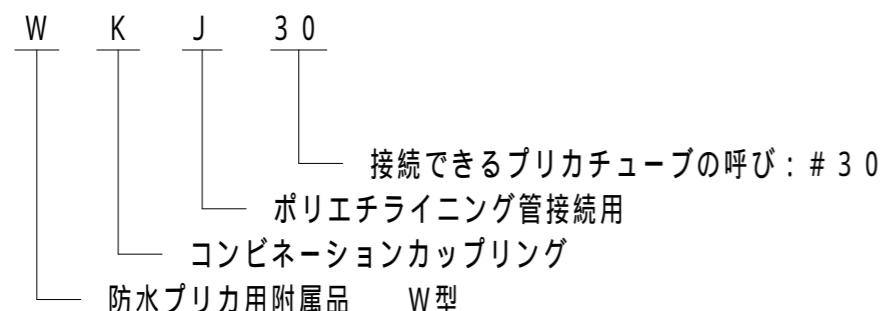 W K J 30
接続できるプリカチューブの呼び:#30
ポリエチライニング管接続用
コンビネーションカップリング
防水プリカ用附属品 W型